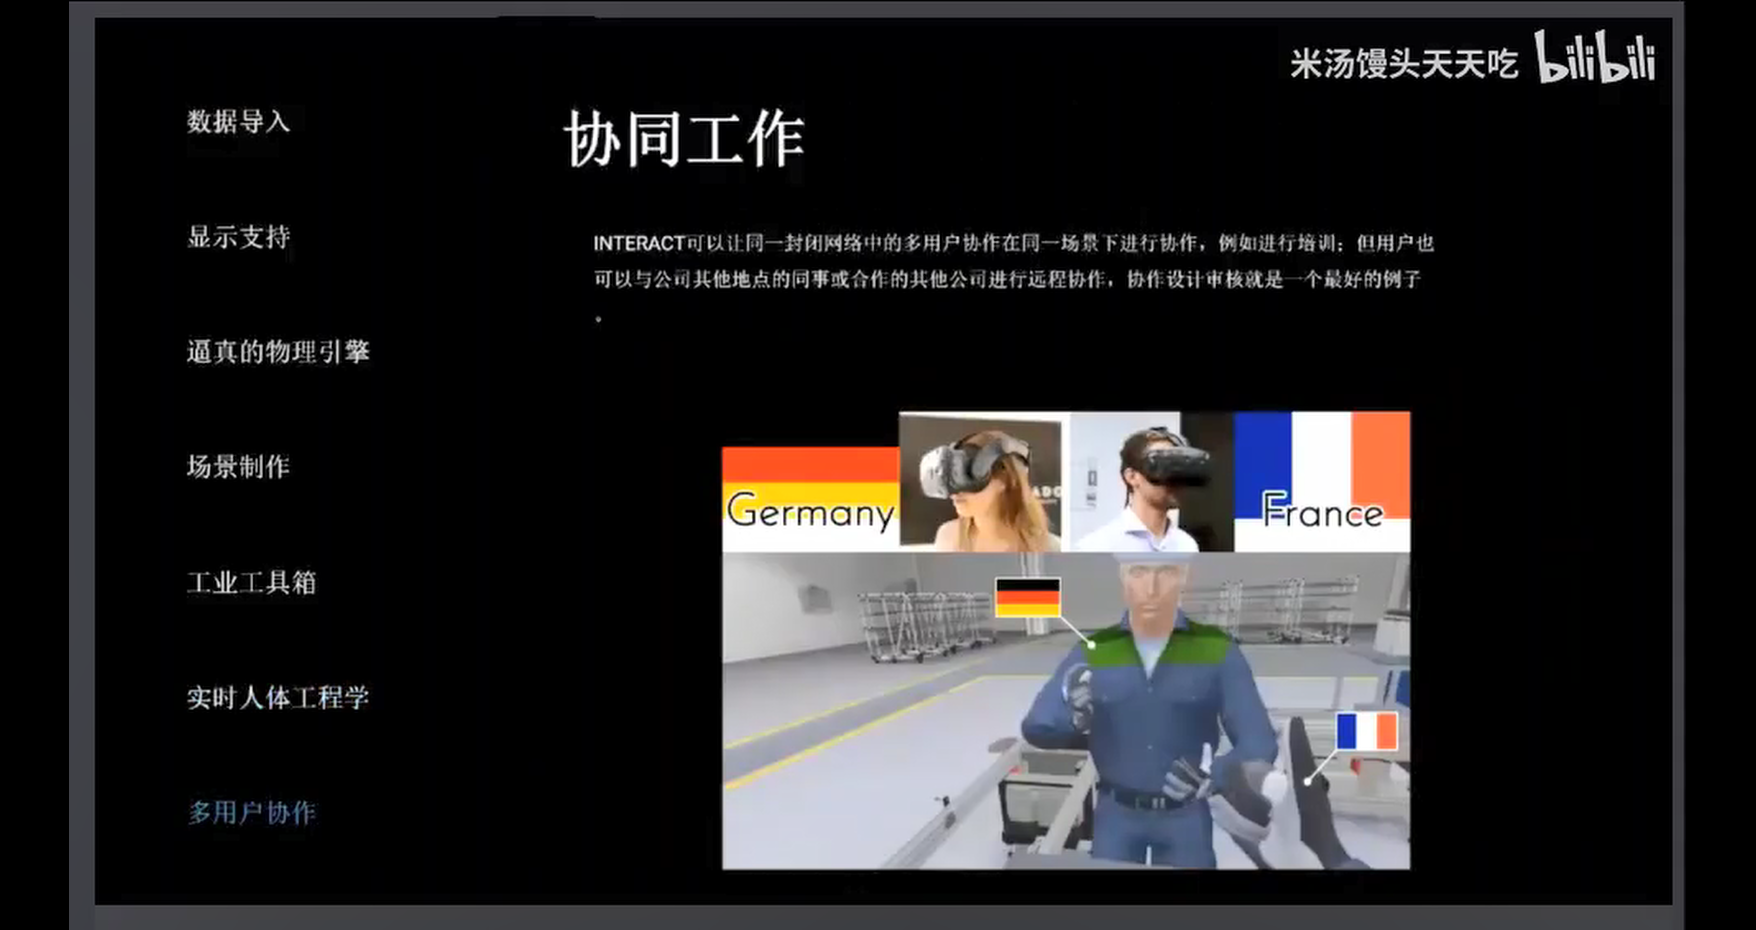 米汤馒头天天吃 bilibili
数据导入
显示支持
逼真的物理引擎
场景制作
工业工具箱
实时人体工程学
多用户协作
协同工作
INTERACT可以让同一封闭网络中的多用户协作在同一场景下进行协作，例如进行培训；但用户也
可以与公司其他地点的同事或合作的其他公司进行远程协作，协作设计审核就是一个最好的例子
。
Germany
France